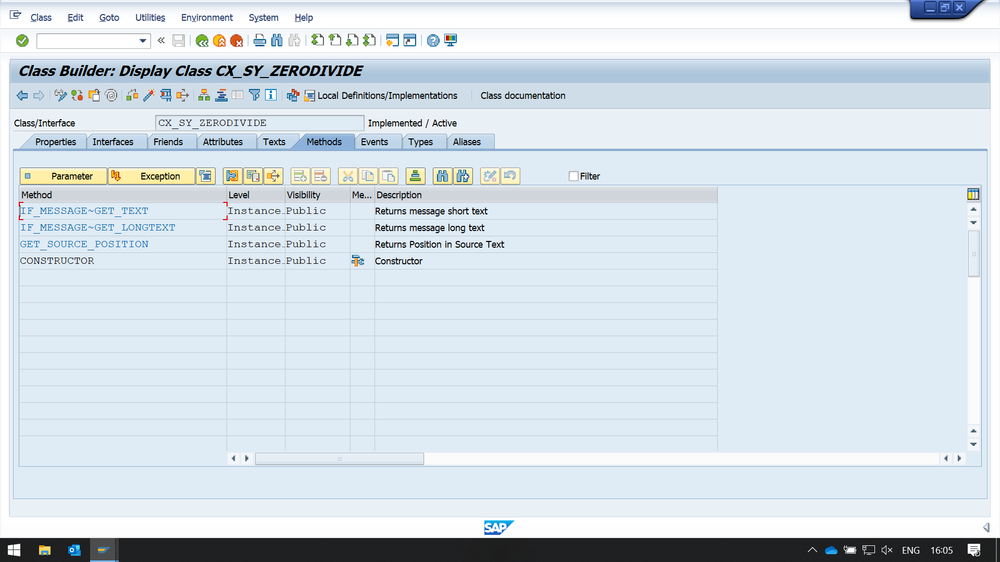 Class Edit Goto Utilities Environment System Help
Class Builder: Display Class CX_SY_ZERODIVIDE
Local Definitions/Implementations Class documentation
Class/Interface CX_SY_ZERODIVIDE Implemented / Active
Properties Interfaces Friends Attributes Texts Methods Events Types Aliases
Parameter Exception Filter
Method Level Visibility Me... Description
IF_MESSAGE~GET_TEXT Instance… Public Returns message short text
IF_MESSAGE~GET_LONGTEXT Instance… Public Returns message long text
GET_SOURCE_POSITION Instance… Public Returns Position in Source Text
CONSTRUCTOR Instance… Public Constructor
SAP
ENG 16:05